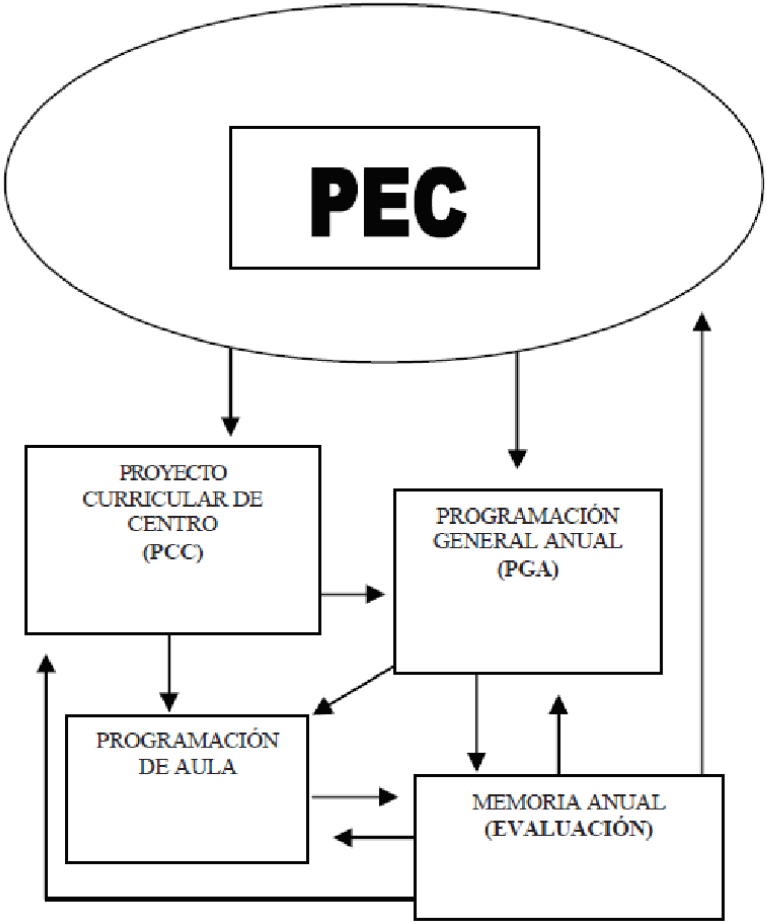 PEC
PROYECTO
CURRICULAR DE
CENTRO
(PCC)
PROGRAMACIÓN
GENERAL ANUAL
(PGA)
PROGRAMACIÓN
DE AULA
MEMORIA ANUAL
(EVALUACIÓN)